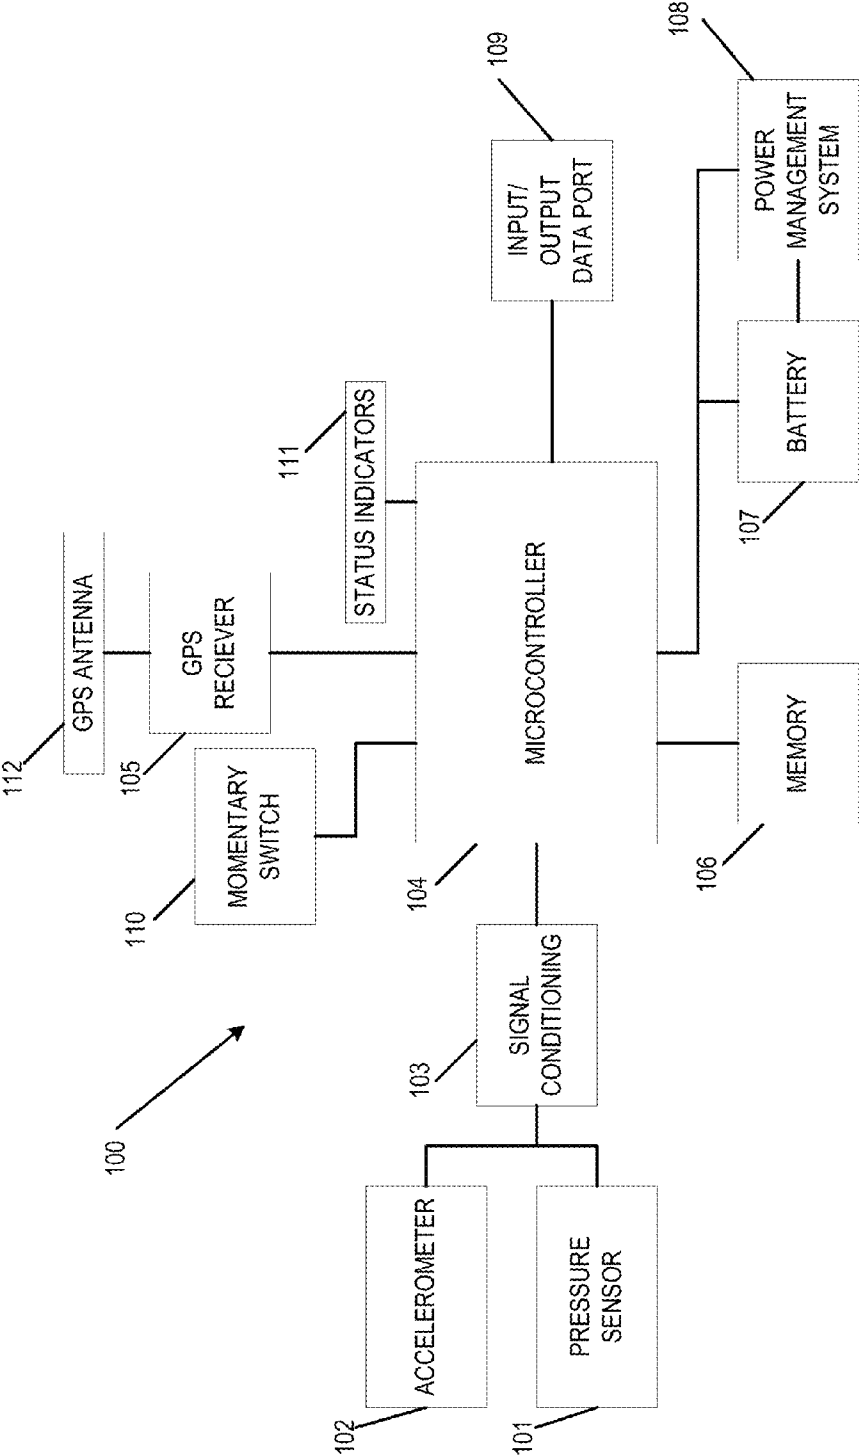 112
GPS ANTENNA
100
110
MOMENTARY
SWITCH
105
GPS
RECIEVER
111
STATUS INDICATORS
102
ACCELEROMETER
101
PRESSURE
SENSOR
103
SIGNAL
CONDITIONING
104
MICROCONTROLLER
109
INPUT/
OUTPUT
DATA PORT
106
MEMORY
107
BATTERY
108
POWER
MANAGEMENT
SYSTEM